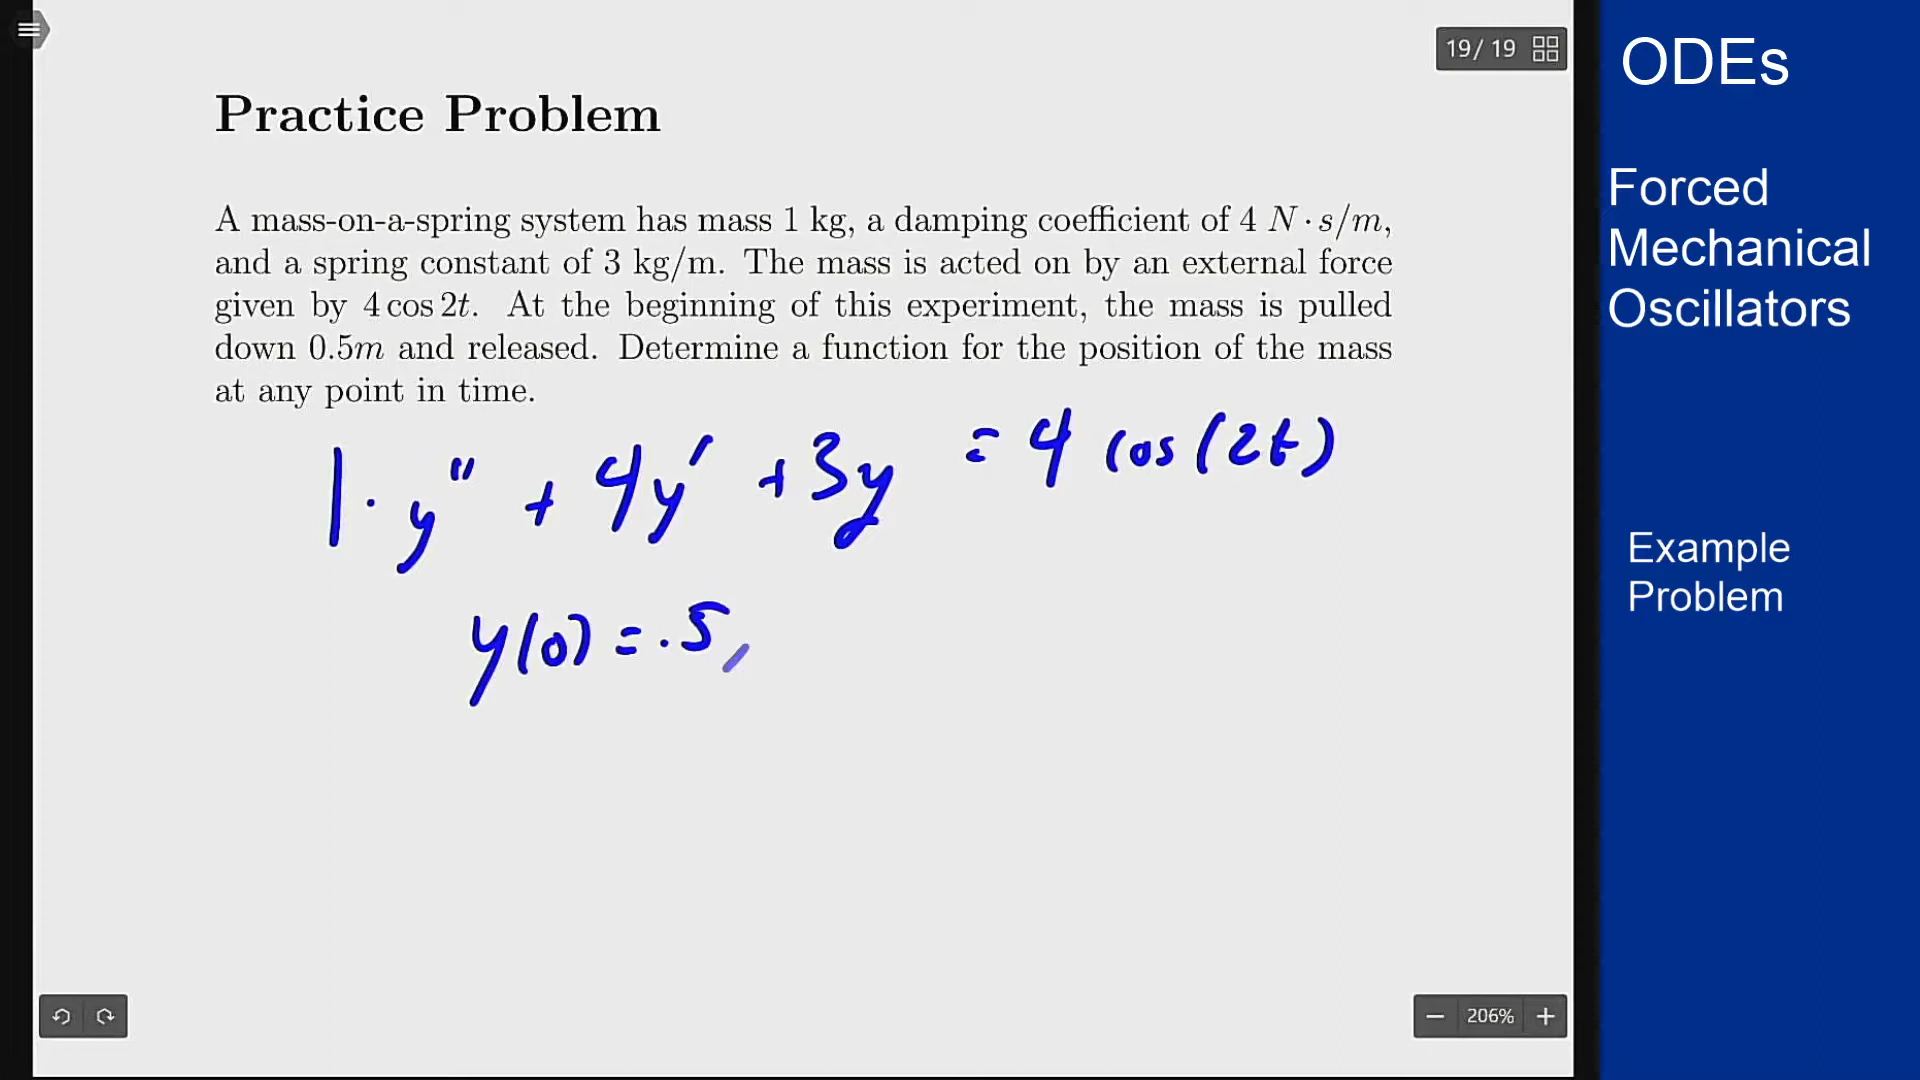 19/ 19
Practice Problem
A mass-on-a-spring system has mass 1 kg, a damping coefficient of 4 N · s/m,
and a spring constant of 3 kg/m. The mass is acted on by an external force
given by 4 cos 2t. At the beginning of this experiment, the mass is pulled
down 0.5m and released. Determine a function for the position of the mass
at any point in time.
1 · y'' + 4y' + 3y = 4 cos(2t)
y(0) = .5,
206%
ODEs
Forced
Mechanical
Oscillators
Example
Problem